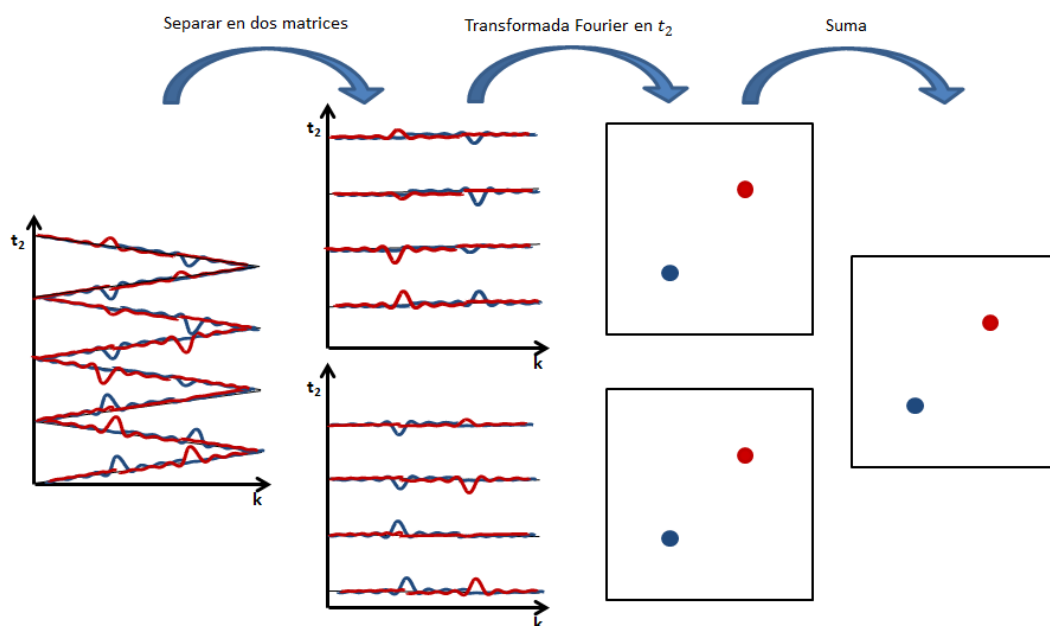 Separar en dos matrices
Transformada Fourier en t₂
Suma
t₂
k
t₂
k
t₂
k